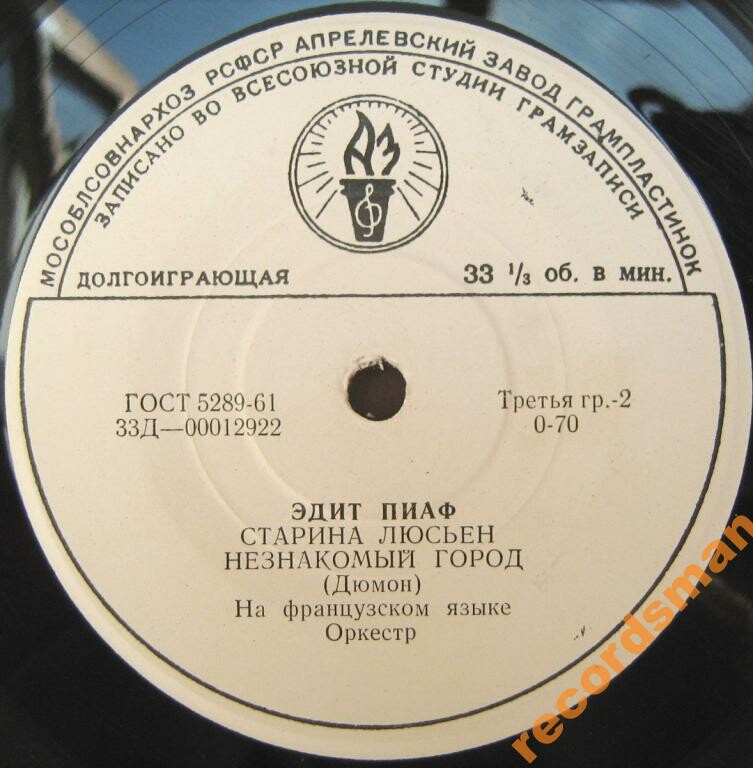 МОСОБЛСОВНАРХОЗ РСФСР АПРЕЛЕВСКИЙ ЗАВОД ГРАМПЛАСТИНОК
ЗАПИСАНО ВО ВСЕСОЮЗНОЙ СТУДИИ ГРАМЗАПИСИ
АЗ
ДОЛГОИГРАЮЩАЯ 33 ⅓ об. в мин.
ГОСТ 5289-61 Третья гр.-2
33Д—00012922 0-70
ЭДИТ ПИАФ
СТАРИНА ЛЮСЬЕН
НЕЗНАКОМЫЙ ГОРОД
(Дюмон)
На французском языке
Оркестр
recordsman